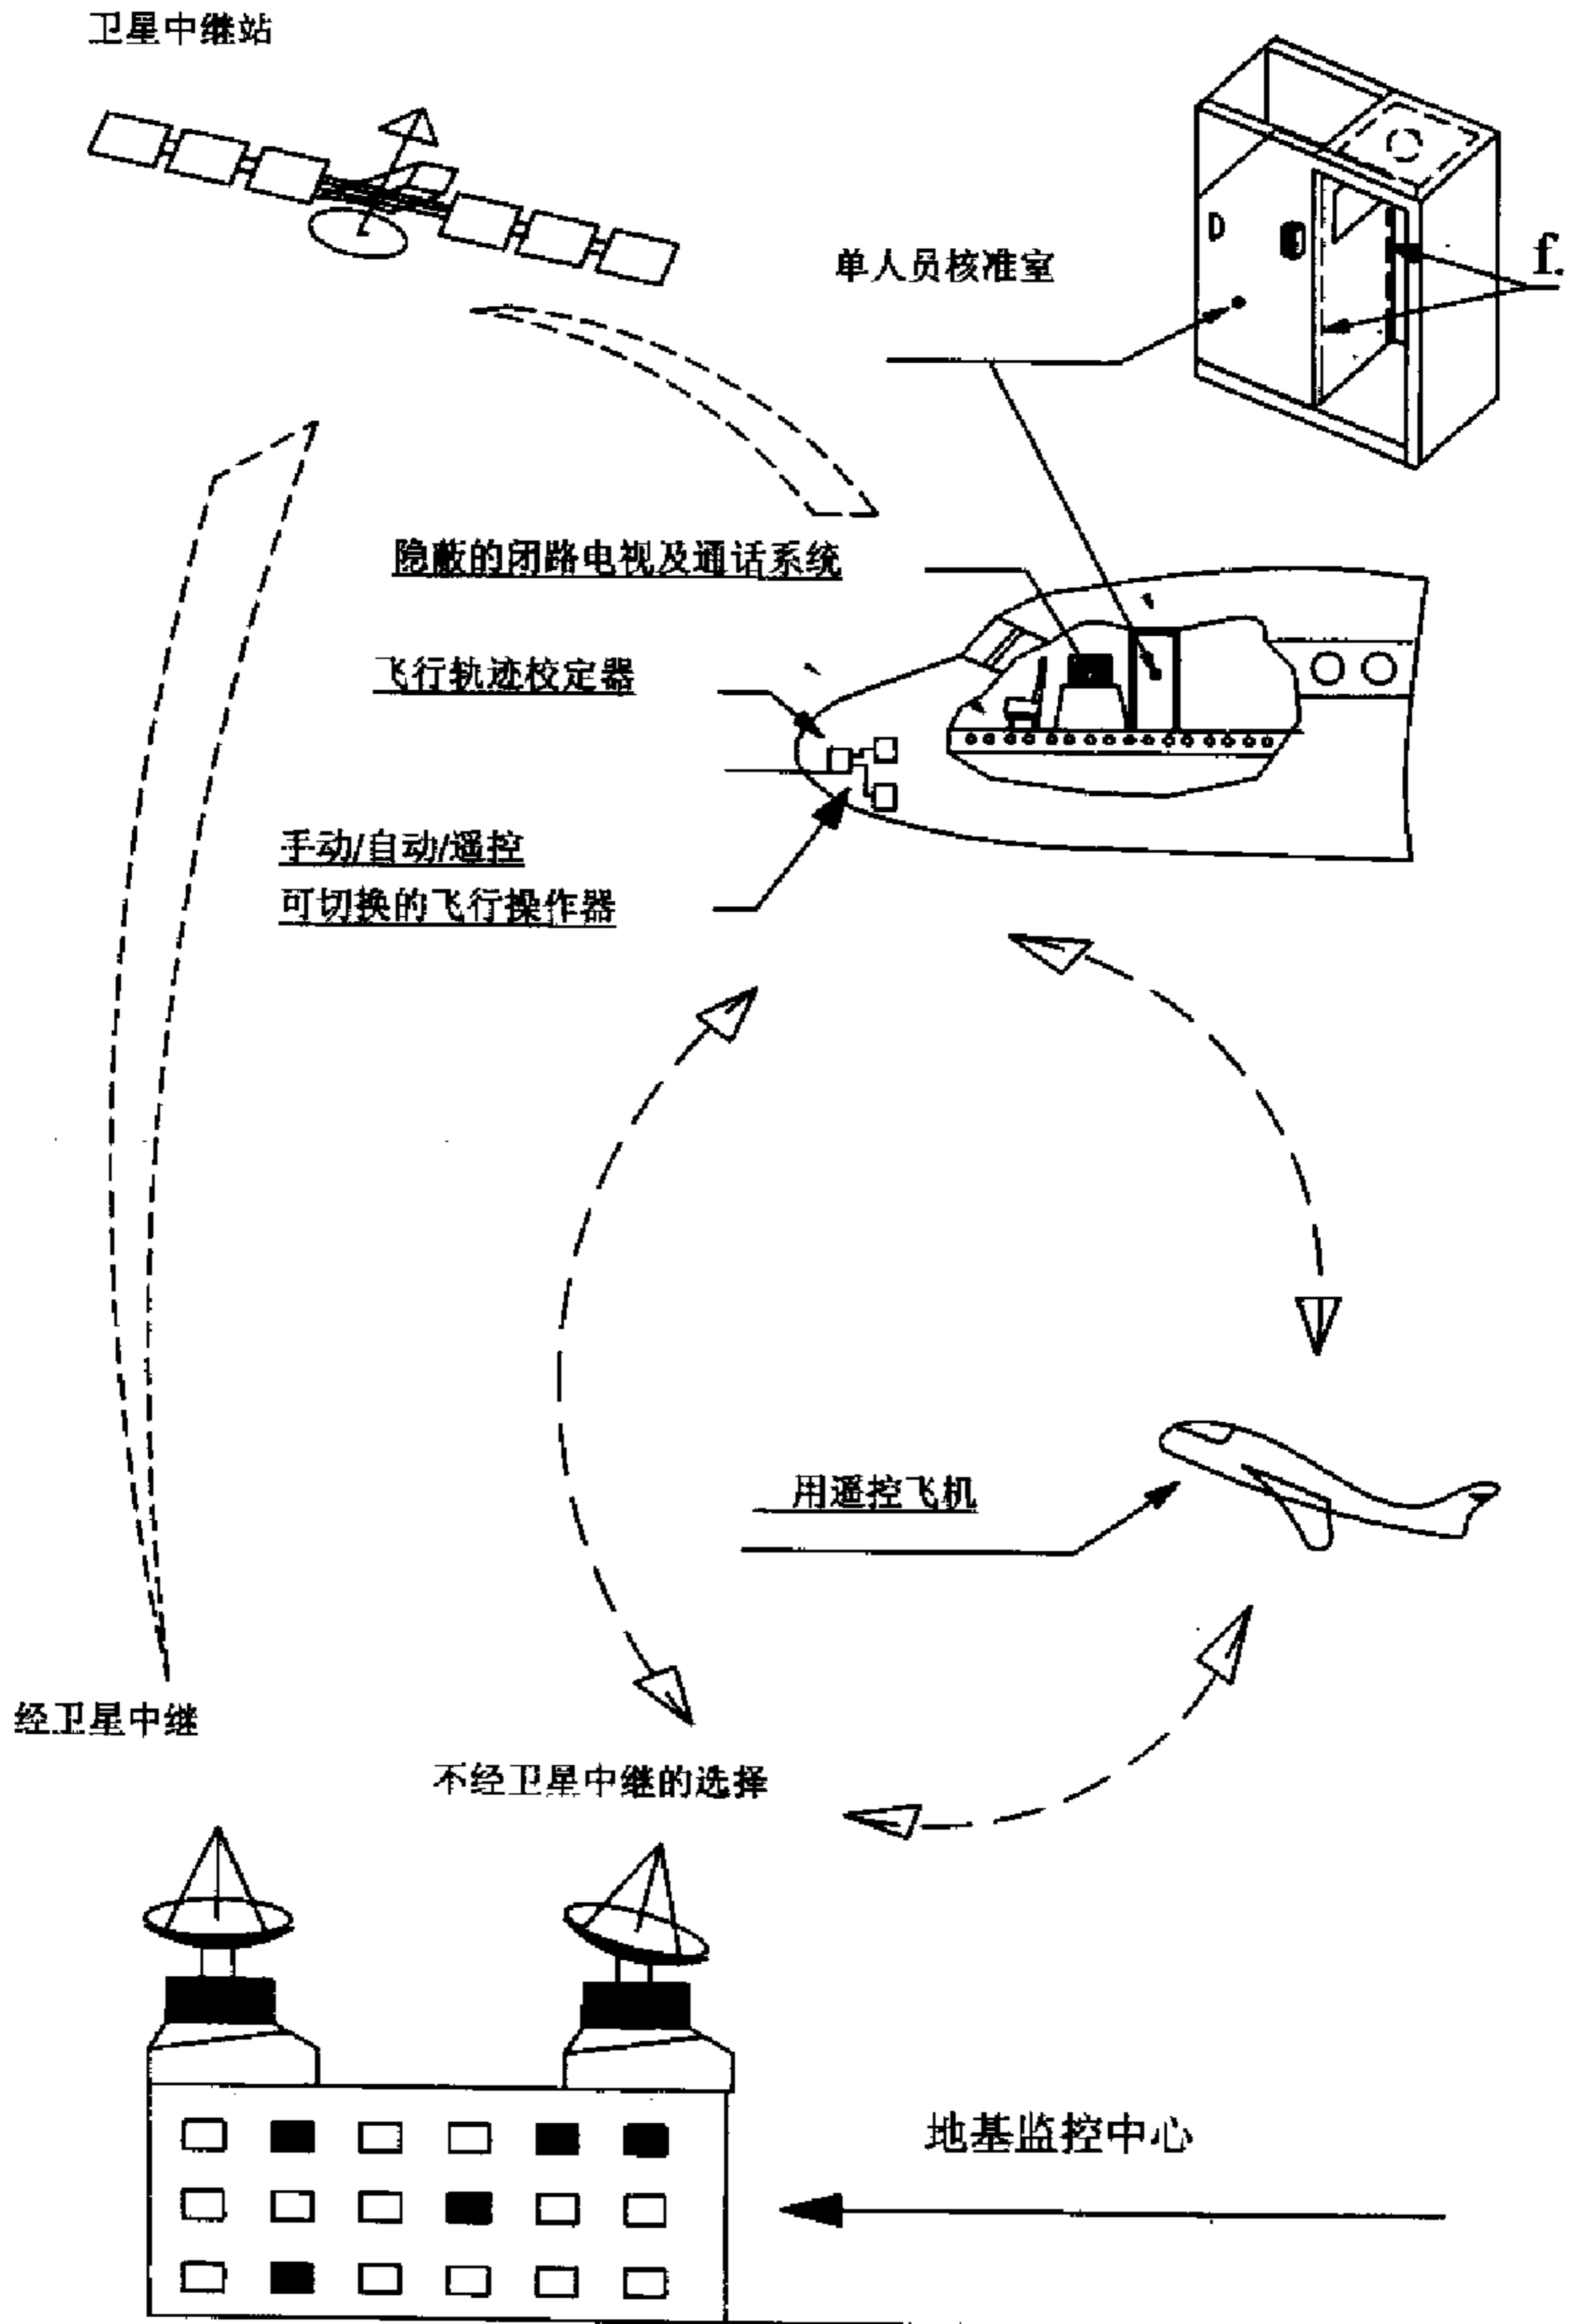 卫星中继站
D
单人员核准室
f.
隐蔽的闭路电视及通话系统
飞行轨迹校定器
手动/自动/遥控
可切换的飞行操作器
用遥控飞机
经卫星中继
不经卫星中继的选择
地基监控中心